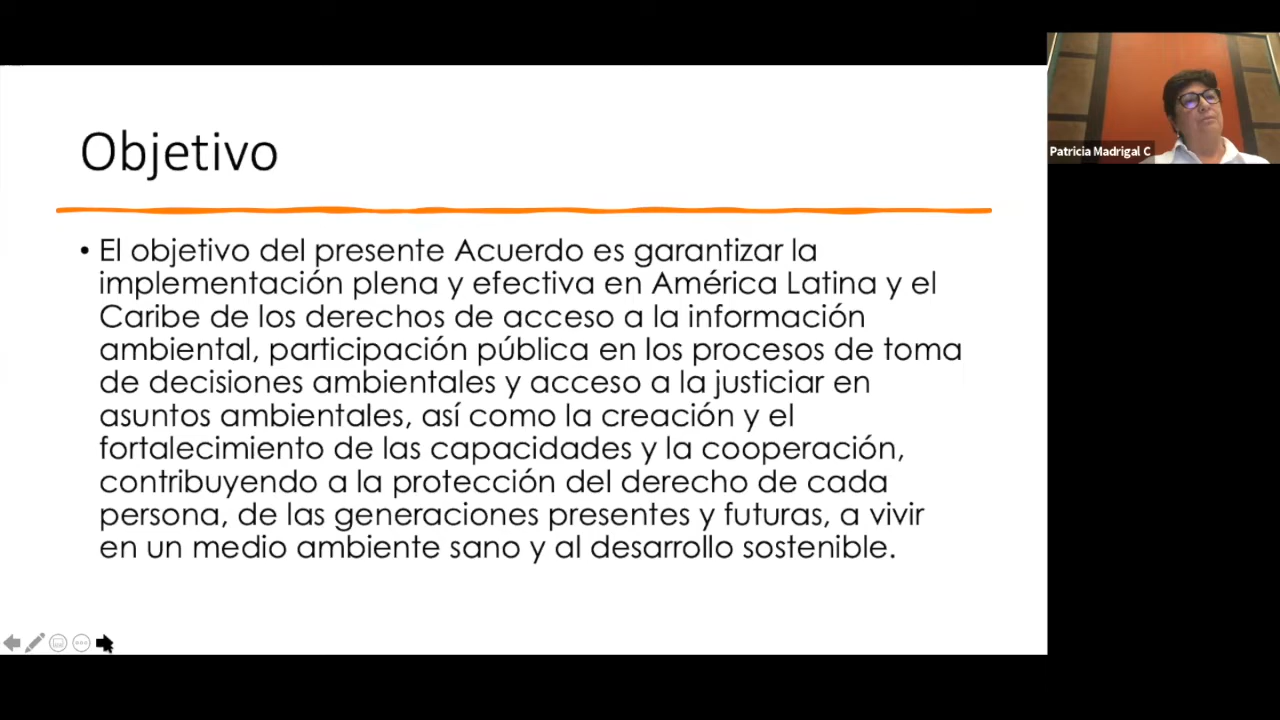 Objetivo
• El objetivo del presente Acuerdo es garantizar la
implementación plena y efectiva en América Latina y el
Caribe de los derechos de acceso a la información
ambiental, participación pública en los procesos de toma
de decisiones ambientales y acceso a la justiciar en
asuntos ambientales, así como la creación y el
fortalecimiento de las capacidades y la cooperación,
contribuyendo a la protección del derecho de cada
persona, de las generaciones presentes y futuras, a vivir
en un medio ambiente sano y al desarrollo sostenible.
Patricia Madrigal C